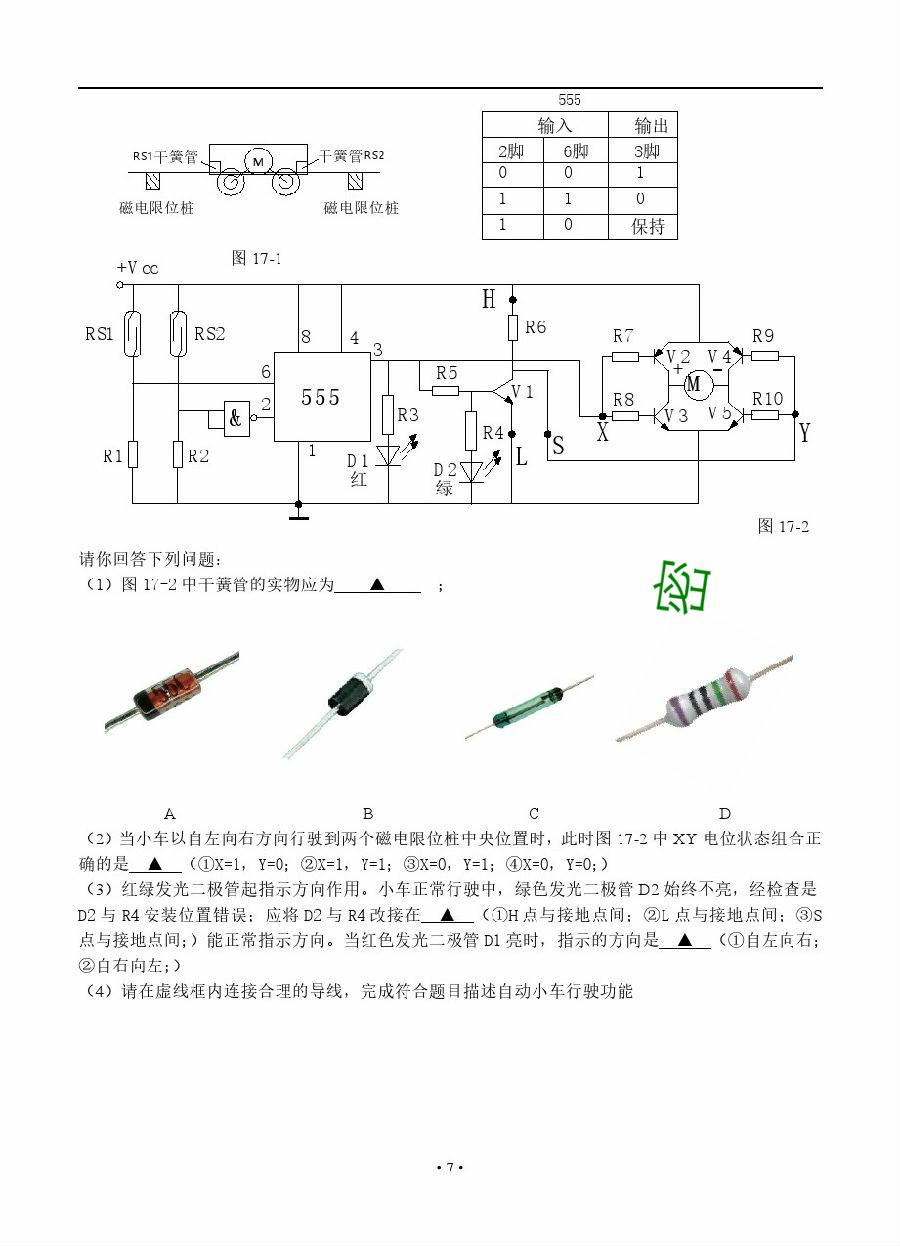 555
输入 输出
2脚 6脚 3脚
0 0 1
1 1 0
1 0 保持
RS1干簧管 M 干簧管RS2
磁电限位桩 磁电限位桩
图 17-1
+Vcc
H
RS1 RS2 8 4 R6 R7 R9
3
V2 V4
6 R5 + M -
555 V1
& 2 R3 R8 R10
V3 V5
R4 X Y
R1 R2 1 D1 L S
红 D2
绿
图 17-2
请你回答下列问题：
（1）图 17-2 中干簧管的实物应为 ▲ ；
A B C D
（2）当小车以自左向右方向行驶到两个磁电限位桩中央位置时，此时图 17-2 中 XY 电位状态组合正
确的是 ▲ （①X=1，Y=0；②X=1，Y=1；③X=0，Y=1；④X=0，Y=0;）
（3）红绿发光二极管起指示方向作用。小车正常行驶中，绿色发光二极管 D2 始终不亮，经检查是
D2 与 R4 安装位置错误；应将 D2 与 R4 改接在 ▲ （①H 点与接地点间；②L 点与接地点间；③S
点与接地点间;）能正常指示方向。当红色发光二极管 D1 亮时，指示的方向是 ▲ （①自左向右；
②自右向左;）
（4）请在虚线框内连接合理的导线，完成符合题目描述自动小车行驶功能
• 7 •